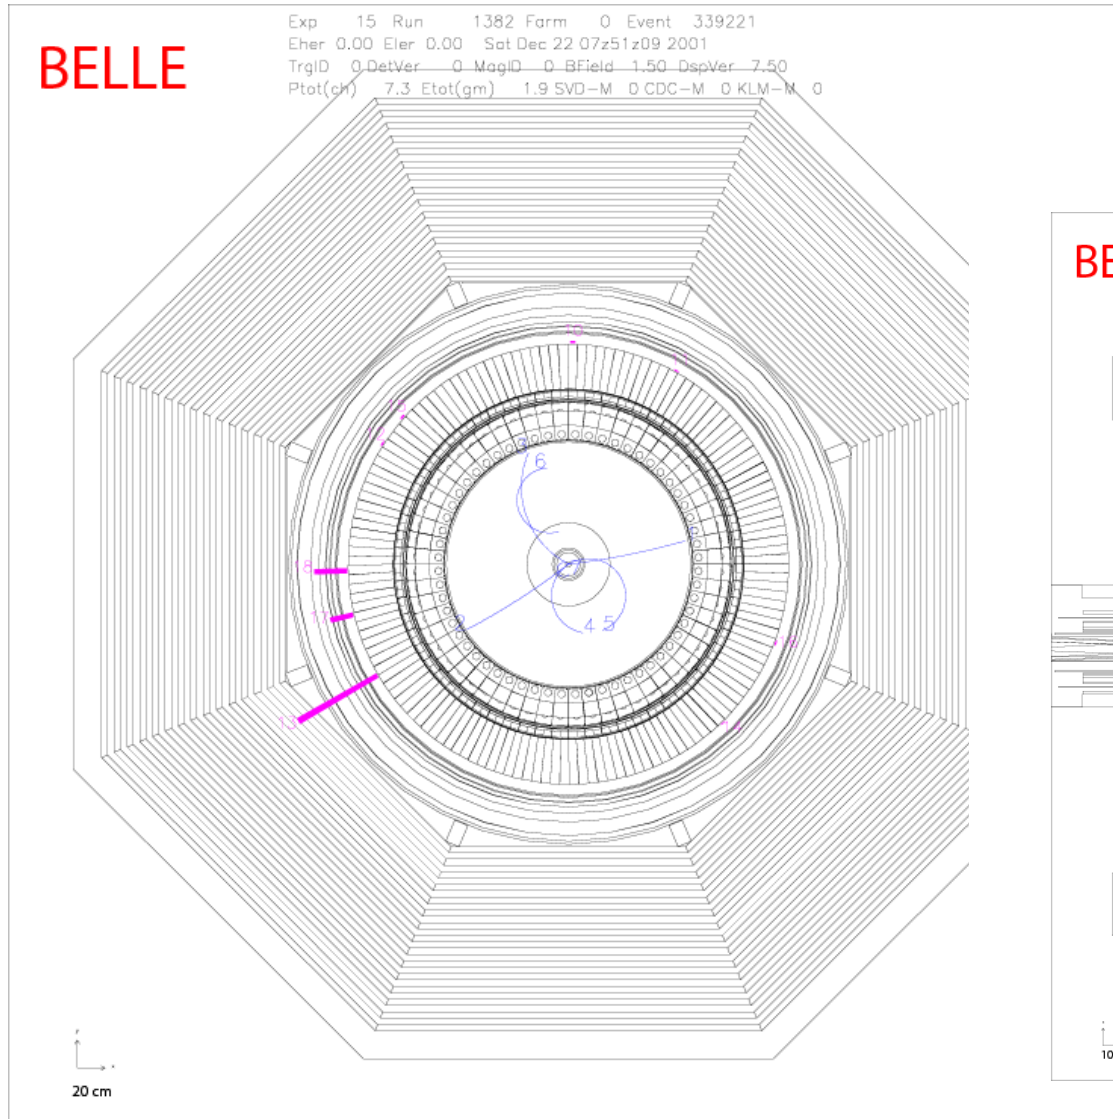 BELLE
Exp 15 Run 1382 Farm 0 Event 339221
Eher 0.00 Eler 0.00 Sat Dec 22 07z51z09 2001
TrgID 0 DetVer 0 MagID 0 BField 1.50 DspVer 7.50
Ptot(ch) 7.3 Etot(gm) 1.9 SVD-M 0 CDC-M 0 KLM-M 0
BE
10
3
6
18
17
2
4
5
16
13
14
y
x
20 cm
10